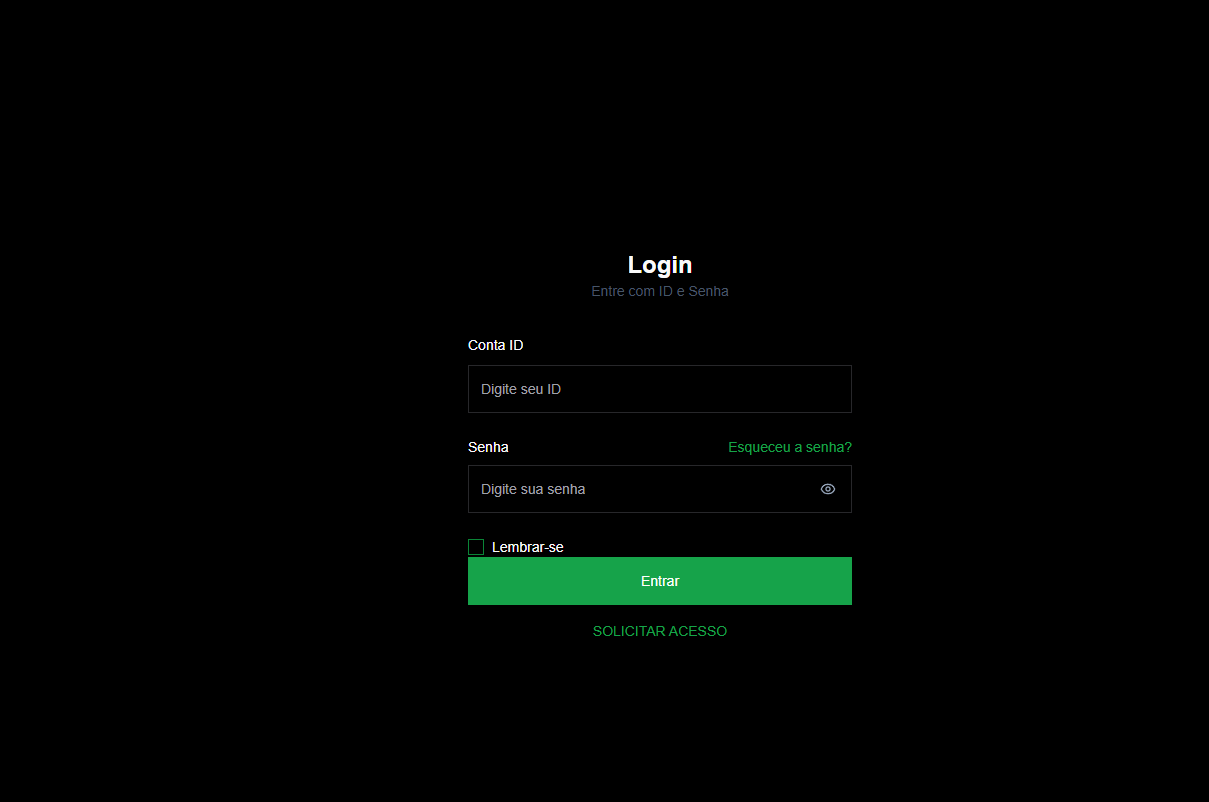 Login
Entre com ID e Senha
Conta ID
Digite seu ID
Senha
Esqueceu a senha?
Digite sua senha
Lembrar-se
Entrar
SOLICITAR ACESSO